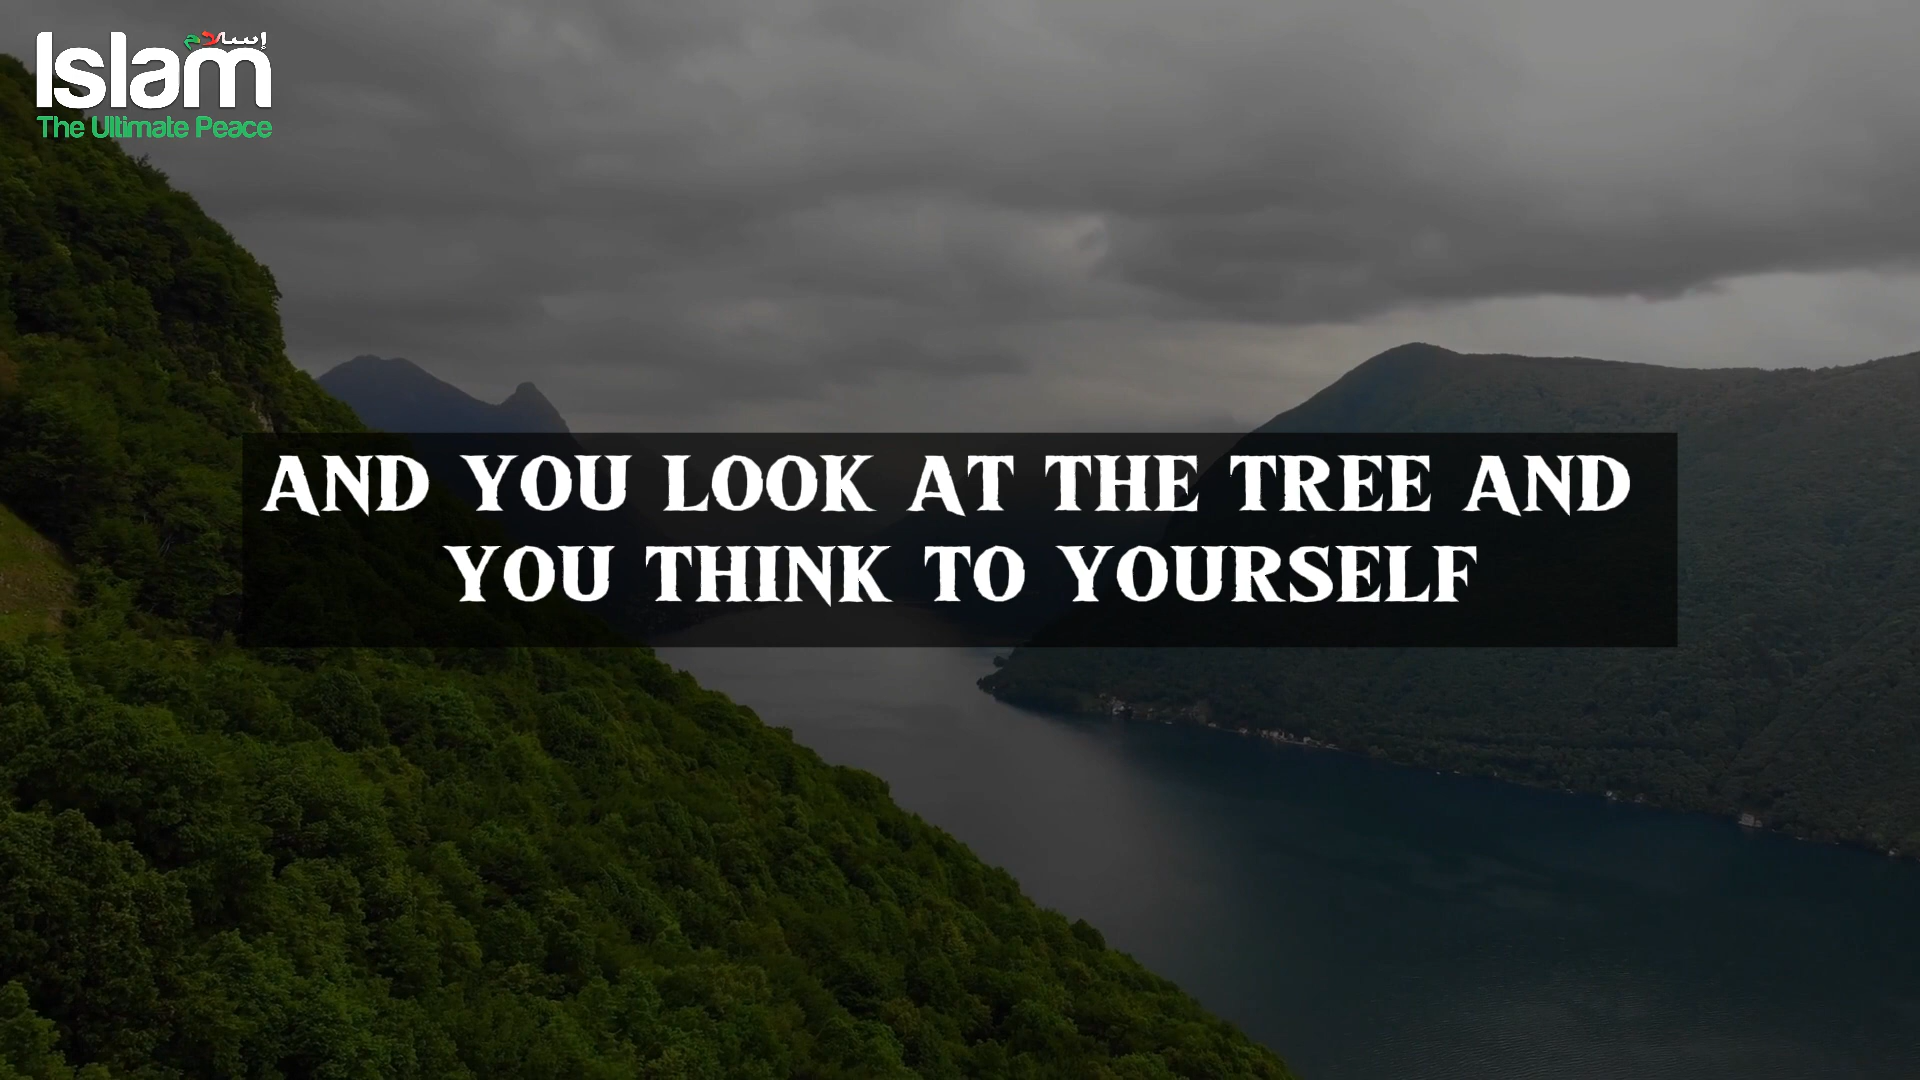 إسلام
Islam
The Ultimate Peace
AND YOU LOOK AT THE TREE AND
YOU THINK TO YOURSELF